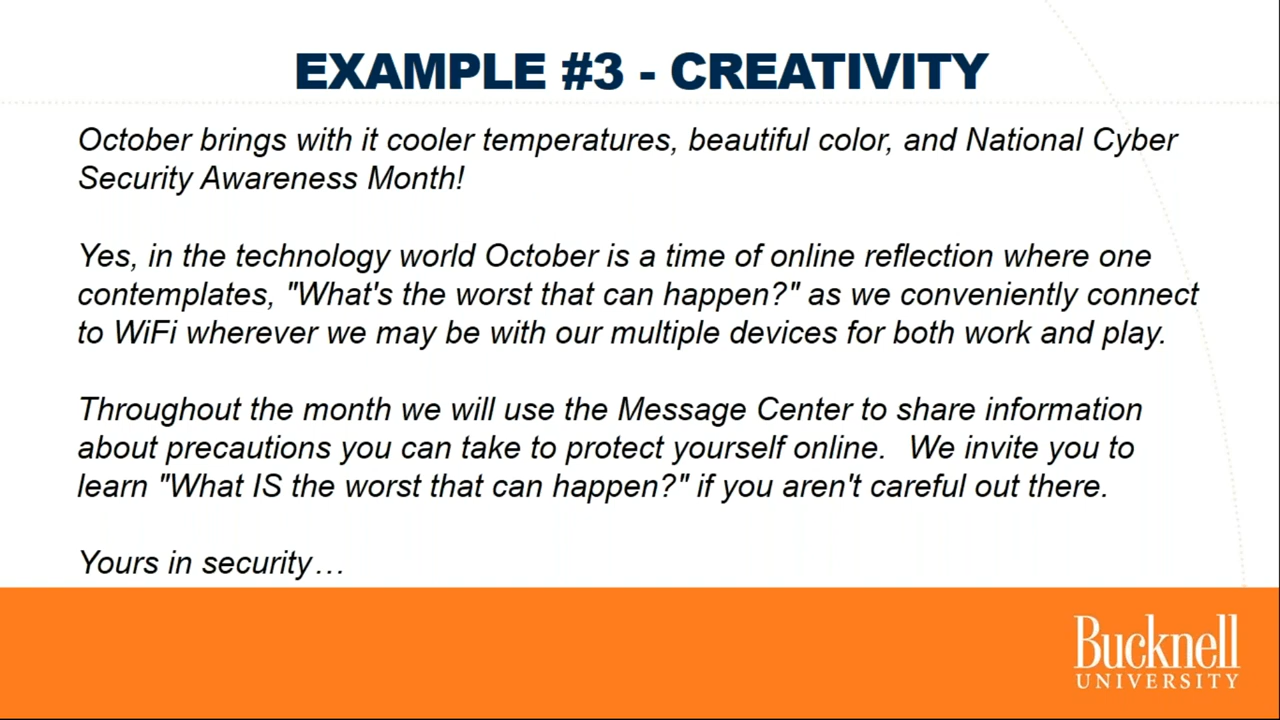 EXAMPLE #3 - CREATIVITY
October brings with it cooler temperatures, beautiful color, and National Cyber
Security Awareness Month!
Yes, in the technology world October is a time of online reflection where one
contemplates, "What's the worst that can happen?" as we conveniently connect
to WiFi wherever we may be with our multiple devices for both work and play.
Throughout the month we will use the Message Center to share information
about precautions you can take to protect yourself online.  We invite you to
learn "What IS the worst that can happen?" if you aren't careful out there.
Yours in security…
Bucknell
UNIVERSITY